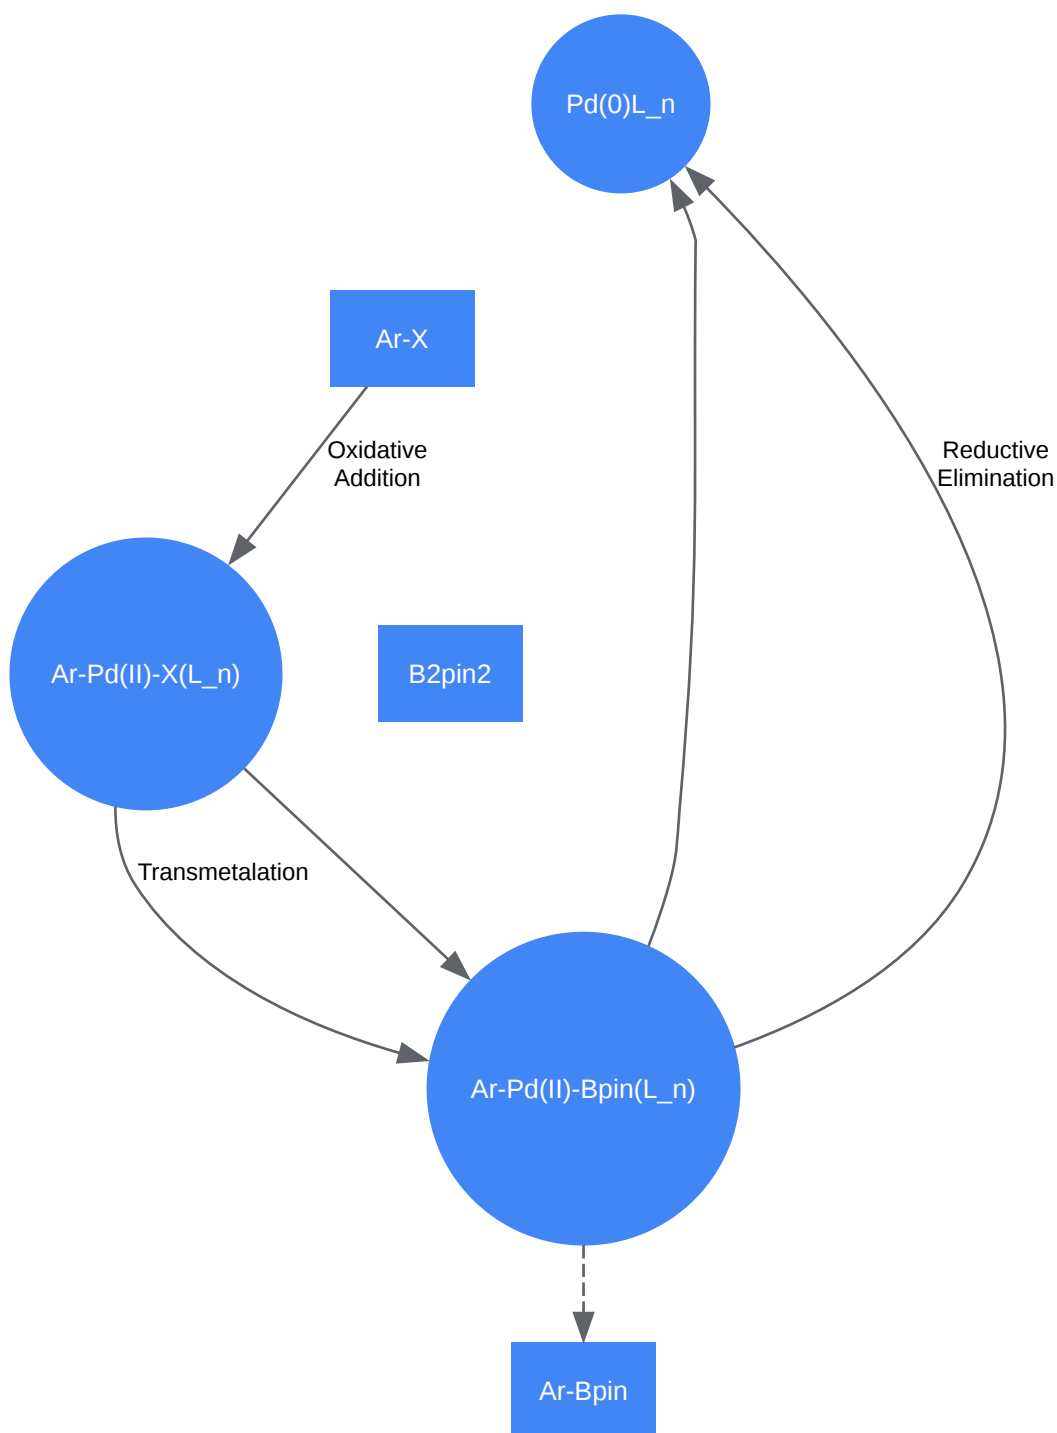 Pd(0)L_n
Ar-X
Oxidative
Addition
Reductive
Elimination
Ar-Pd(II)-X(L_n)
B2pin2
Transmetalation
Ar-Pd(II)-Bpin(L_n)
Ar-Bpin